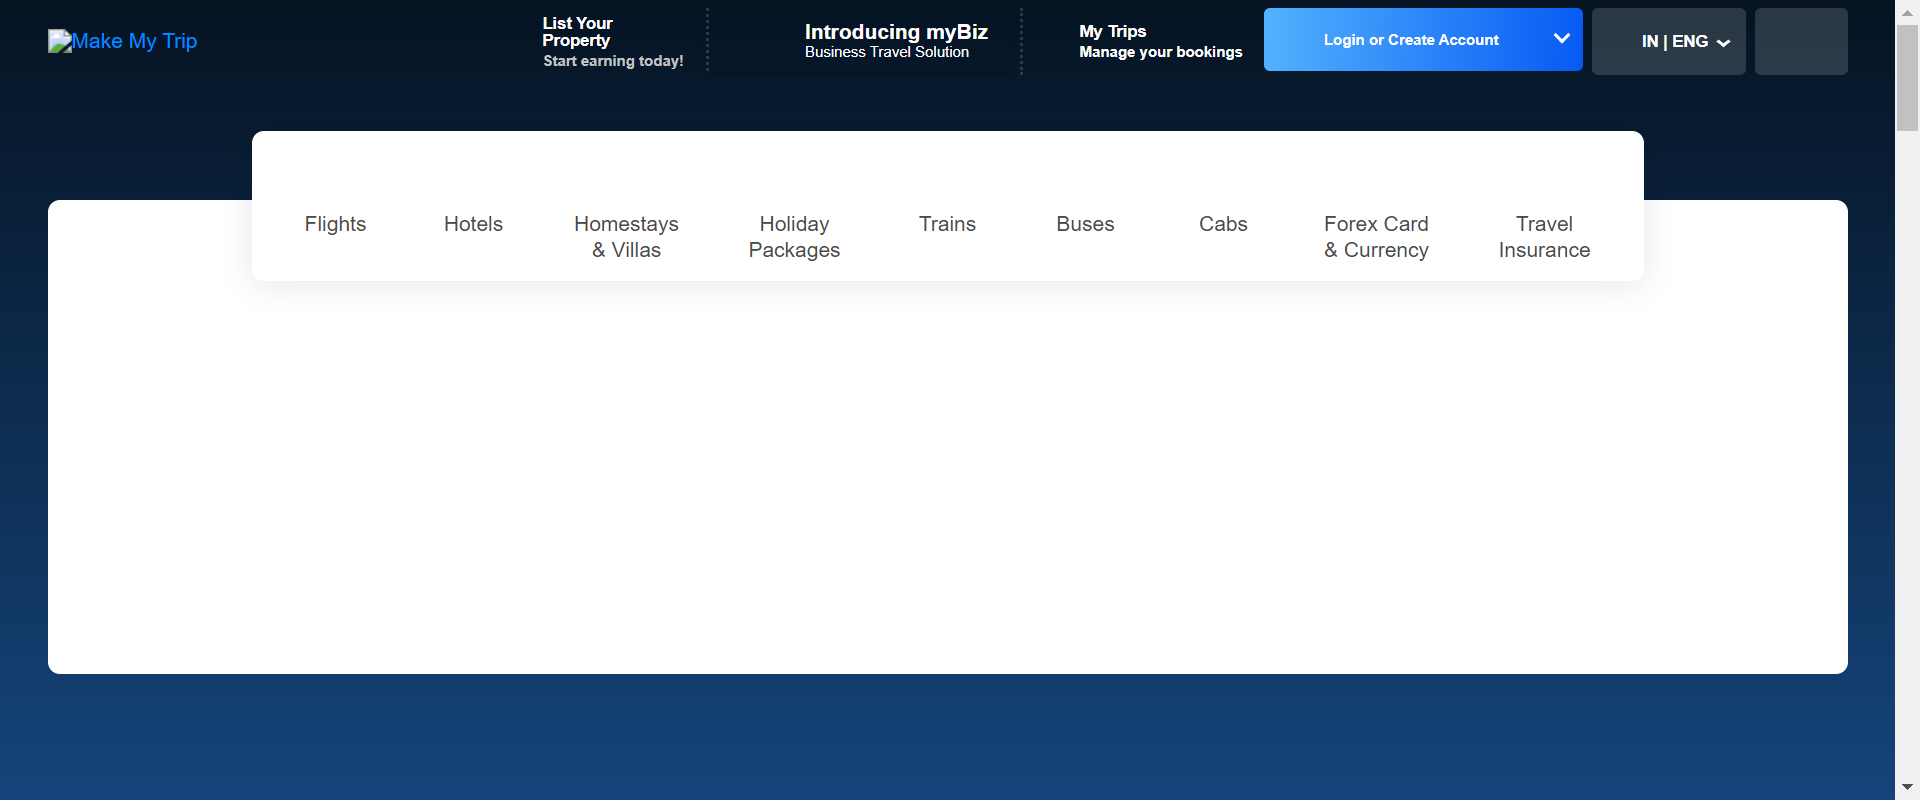 Make My Trip
List Your
Property
Start earning today!
Introducing myBiz
Business Travel Solution
My Trips
Manage your bookings
Login or Create Account
IN | ENG
Flights
Hotels
Homestays
& Villas
Holiday
Packages
Trains
Buses
Cabs
Forex Card
& Currency
Travel
Insurance